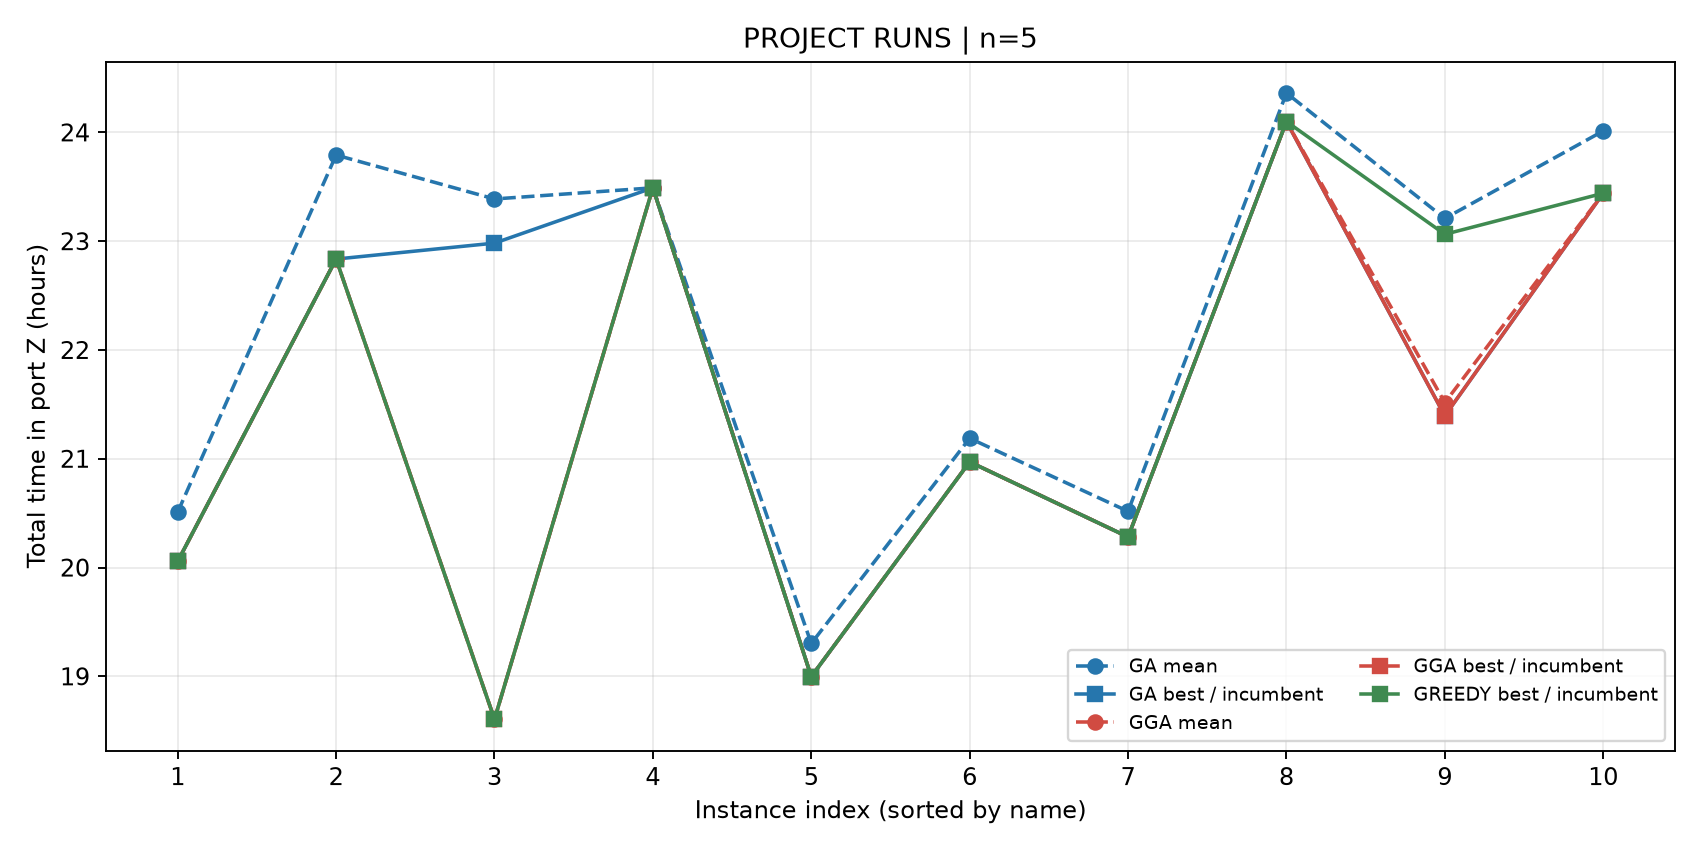 PROJECT RUNS | n=5
Total time in port Z (hours)
24
23
22
21
20
19
1 2 3 4 5 6 7 8 9 10
Instance index (sorted by name)
GA mean
GA best / incumbent
GGA mean
GGA best / incumbent
GREEDY best / incumbent